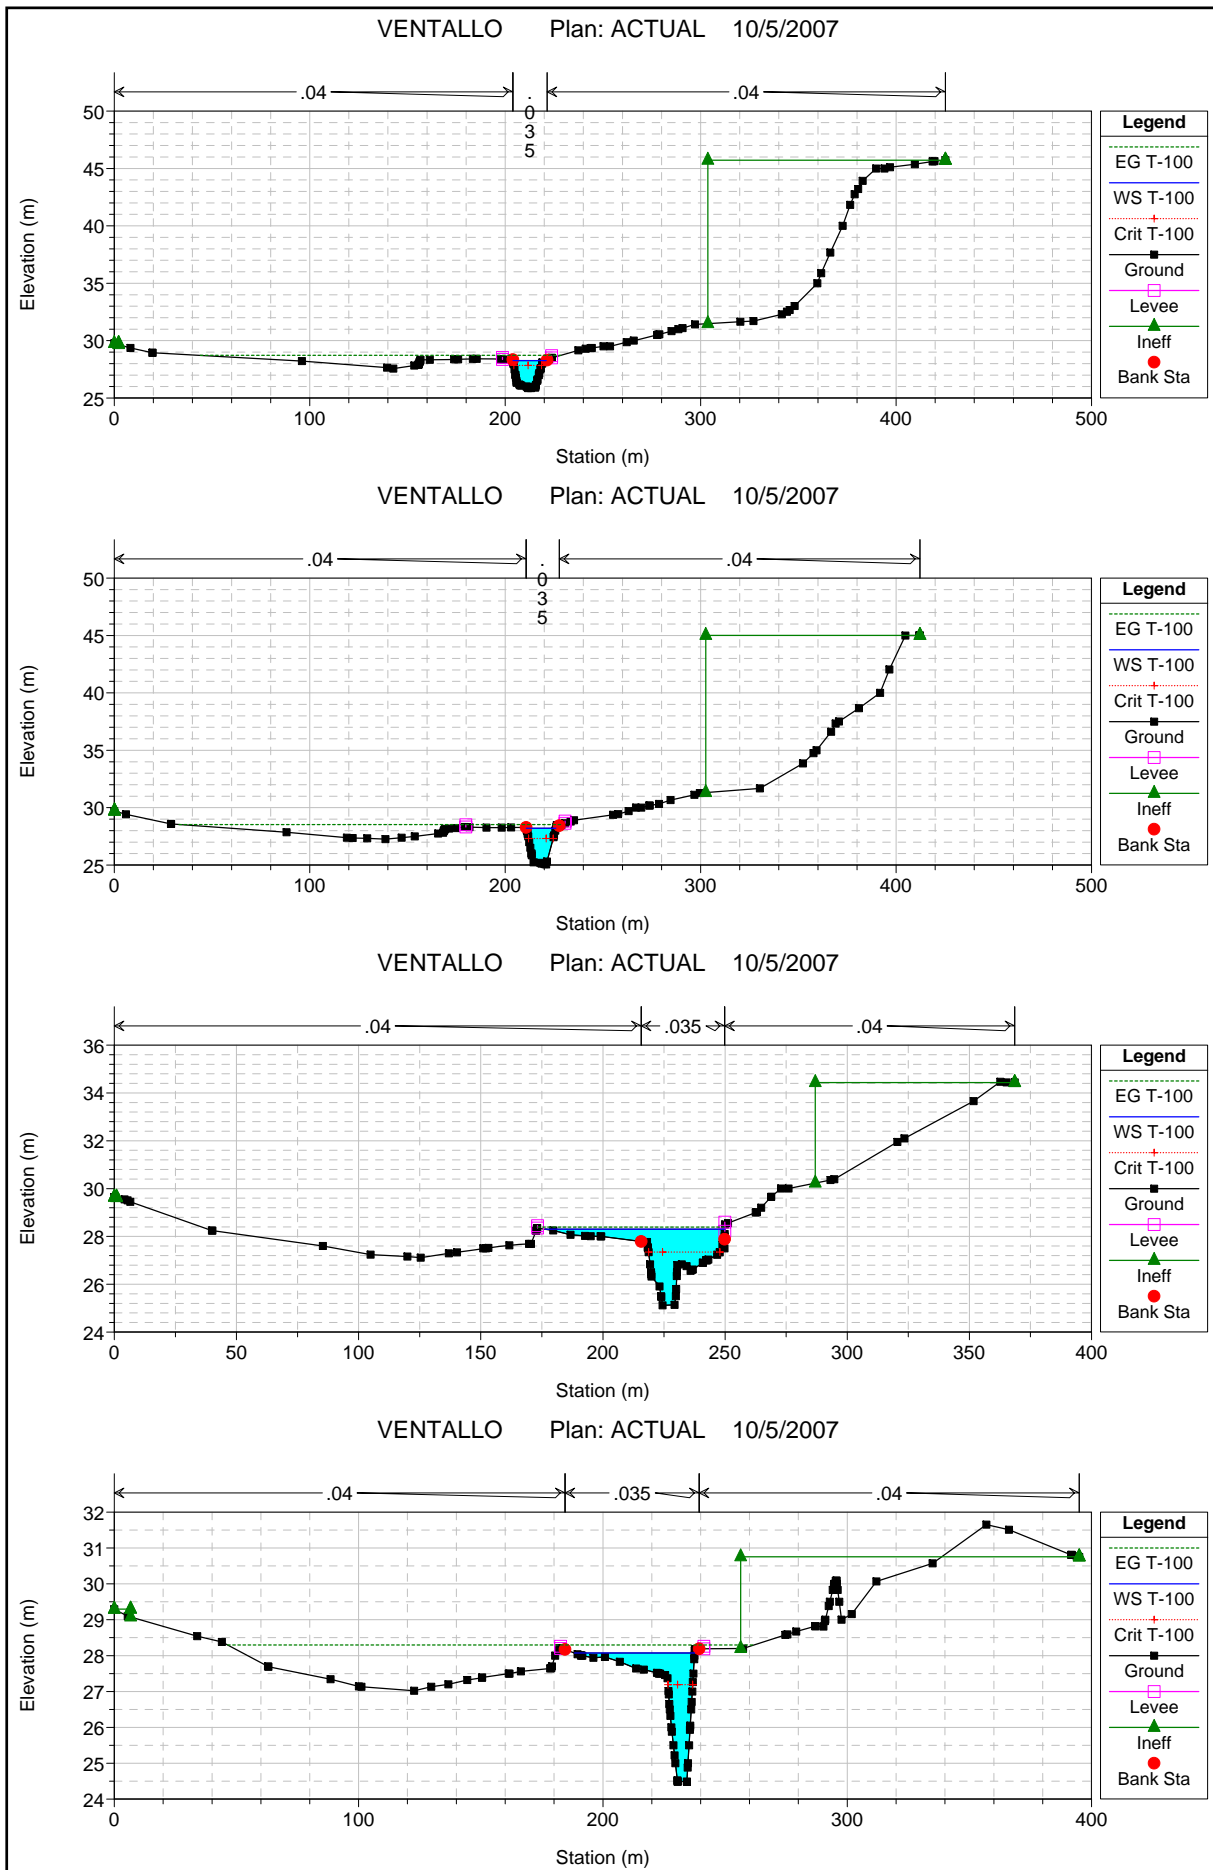 VENTALLO Plan: ACTUAL 10/5/2007
.04
.035
.04
50
45
40
35
30
25
0
100
200
300
400
500
Elevation (m)
Station (m)
Legend
EG T-100
WS T-100
Crit T-100
Ground
Levee
Ineff
Bank Sta
VENTALLO Plan: ACTUAL 10/5/2007
.04
.035
.04
50
45
40
35
30
25
0
100
200
300
400
500
Elevation (m)
Station (m)
Legend
EG T-100
WS T-100
Crit T-100
Ground
Levee
Ineff
Bank Sta
VENTALLO Plan: ACTUAL 10/5/2007
.04
.035
.04
36
34
32
30
28
26
24
0
50
100
150
200
250
300
350
400
Elevation (m)
Station (m)
Legend
EG T-100
WS T-100
Crit T-100
Ground
Levee
Ineff
Bank Sta
VENTALLO Plan: ACTUAL 10/5/2007
.04
.035
.04
32
31
30
29
28
27
26
25
24
0
100
200
300
400
Elevation (m)
Station (m)
Legend
EG T-100
WS T-100
Crit T-100
Ground
Levee
Ineff
Bank Sta